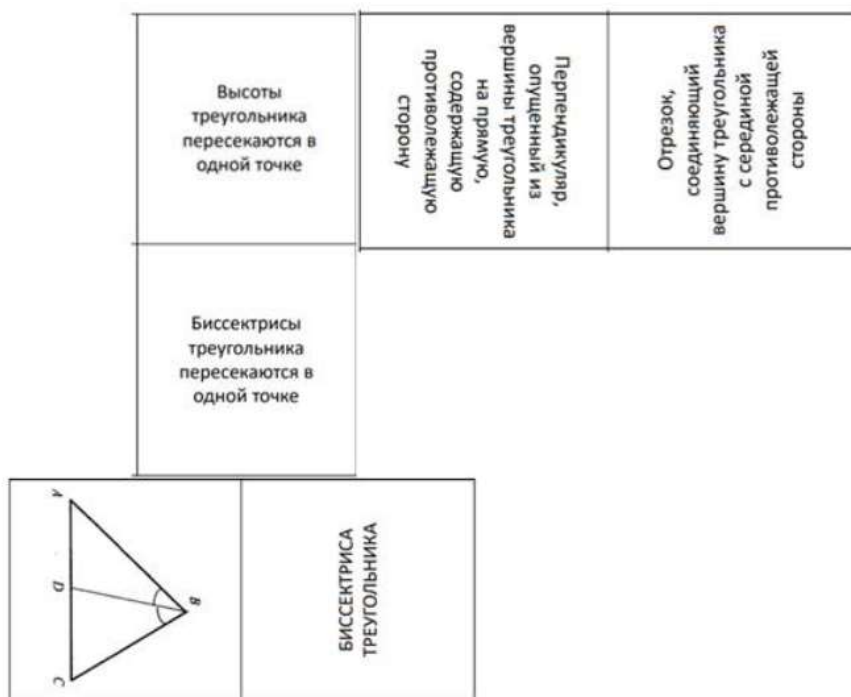 Высоты
треугольника
пересекаются в
одной точке
Перпендикуляр,
опущенный из
вершины треугольника
на прямую,
содержащую
противолежащую
сторону
Отрезок,
соединяющий
вершину треугольника
с серединой
противолежащей
стороны
Биссектрисы
треугольника
пересекаются в
одной точке
A
D
C
B
БИССЕКТРИСА
ТРЕУГОЛЬНИКА